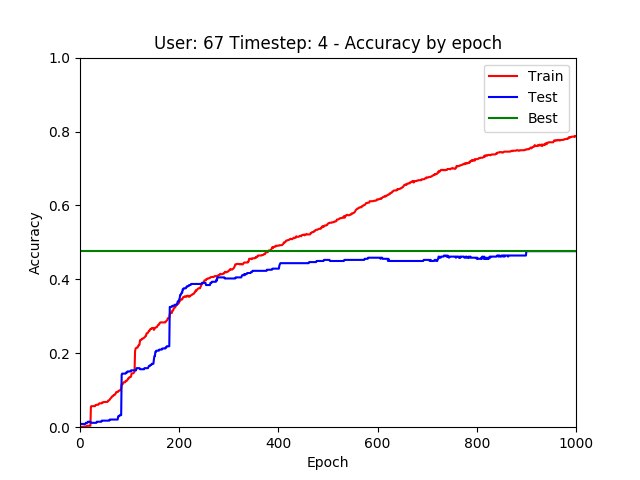 User: 67 Timestep: 4 - Accuracy by epoch
1.0
0.8
0.6
0.4
0.2
0.0
Accuracy
Train
Test
Best
0 200 400 600 800 1000
Epoch